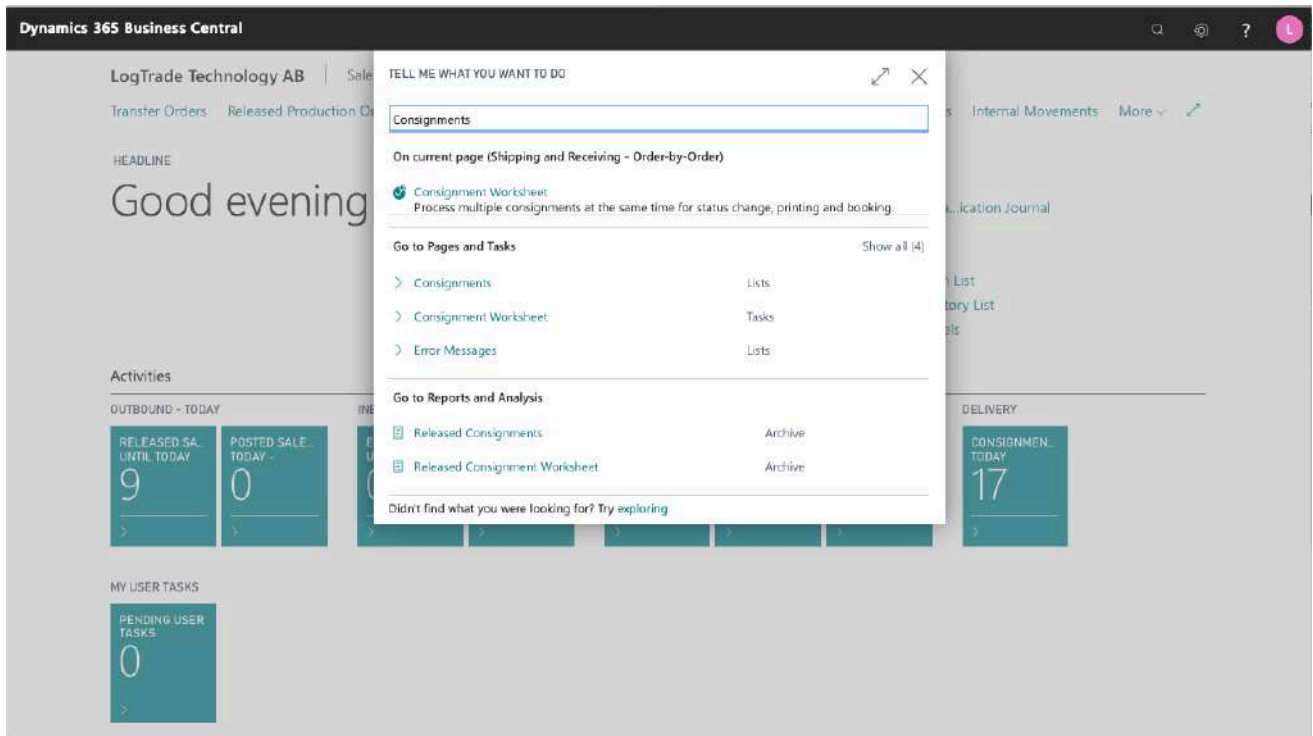 Dynamics 365 Business Central
?
L
LogTrade Technology AB
Sale
Transfer Orders Released Production Or
s Internal Movements More
HEADLINE
Good evening
...ication Journal
List
tory List
als
TELL ME WHAT YOU WANT TO DO
Consignments
On current page (Shipping and Receiving - Order-by-Order)
Consignment Worksheet
Process multiple consignments at the same time for status change, printing and booking.
Go to Pages and Tasks Show all (4)
Consignments Lists
Consignment Worksheet Tasks
Error Messages Lists
Go to Reports and Analysis
Released Consignments Archive
Released Consignment Worksheet Archive
Didn't find what you were looking for? Try exploring
Activities
OUTBOUND - TODAY
RELEASED SA...
UNTIL TODAY
9
POSTED SALE...
TODAY -
0
DELIVERY
CONSIGNMEN...
TODAY
17
MY USER TASKS
PENDING USER
TASKS
0